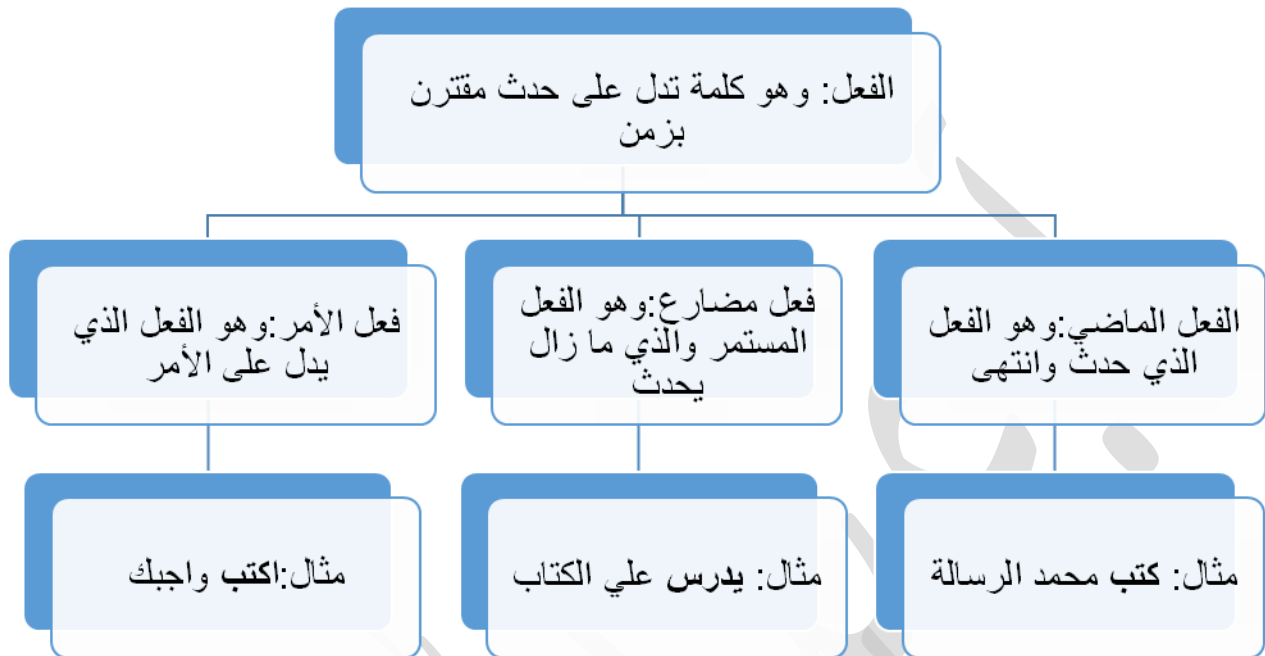 الفعل: وهو كلمة تدل على حدث مقترن
بزمن
الفعل الماضي:وهو الفعل
الذي حدث وانتهى
فعل مضارع:وهو الفعل
المستمر والذي ما زال
يحدث
فعل الأمر:وهو الفعل الذي
يدل على الأمر
مثال: كتب محمد الرسالة
مثال: يدرس علي الكتاب
مثال:اكتب واجبك